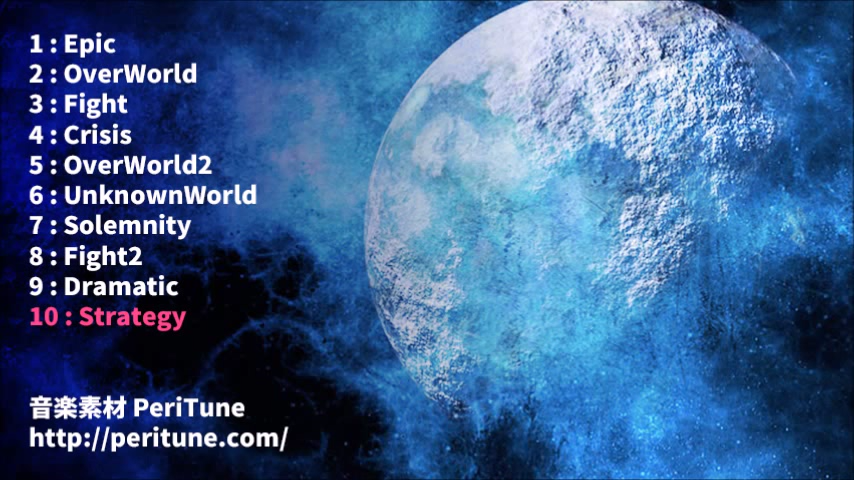 1 : Epic
2 : OverWorld
3 : Fight
4 : Crisis
5 : OverWorld2
6 : UnknownWorld
7 : Solemnity
8 : Fight2
9 : Dramatic
10 : Strategy
音楽素材 PeriTune
http://peritune.com/